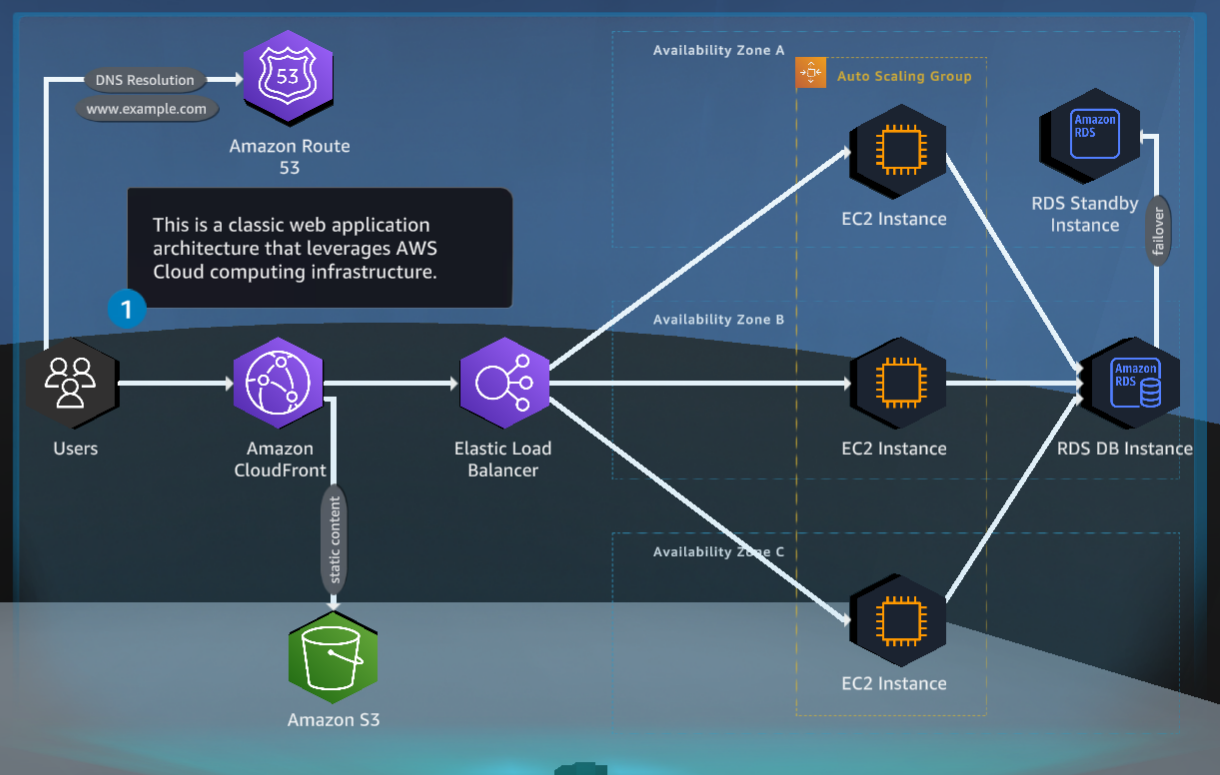 DNS Resolution
www.example.com
53
Amazon Route
53
This is a classic web application
architecture that leverages AWS
Cloud computing infrastructure.
1
Users
Amazon
CloudFront
static content
Amazon S3
Elastic Load
Balancer
Availability Zone A
Auto Scaling Group
EC2 Instance
Amazon
RDS
RDS Standby
Instance
failover
Availability Zone B
EC2 Instance
Amazon
RDS
RDS DB Instance
Availability Zone C
EC2 Instance